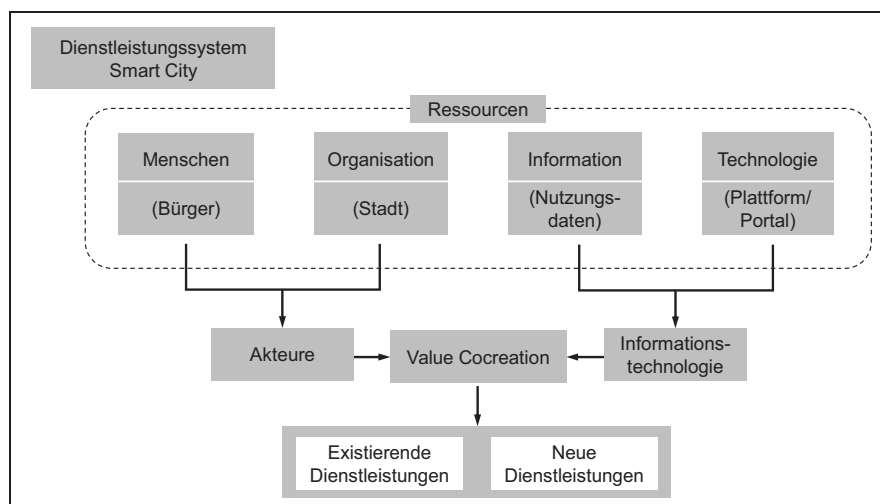 Dienstleistungssystem
Smart City
Ressourcen
Menschen
(Bürger)
Organisation
(Stadt)
Information
(Nutzungs-
daten)
Technologie
(Plattform/
Portal)
Akteure
Value Cocreation
Informations-
technologie
Existierende
Dienstleistungen
Neue
Dienstleistungen